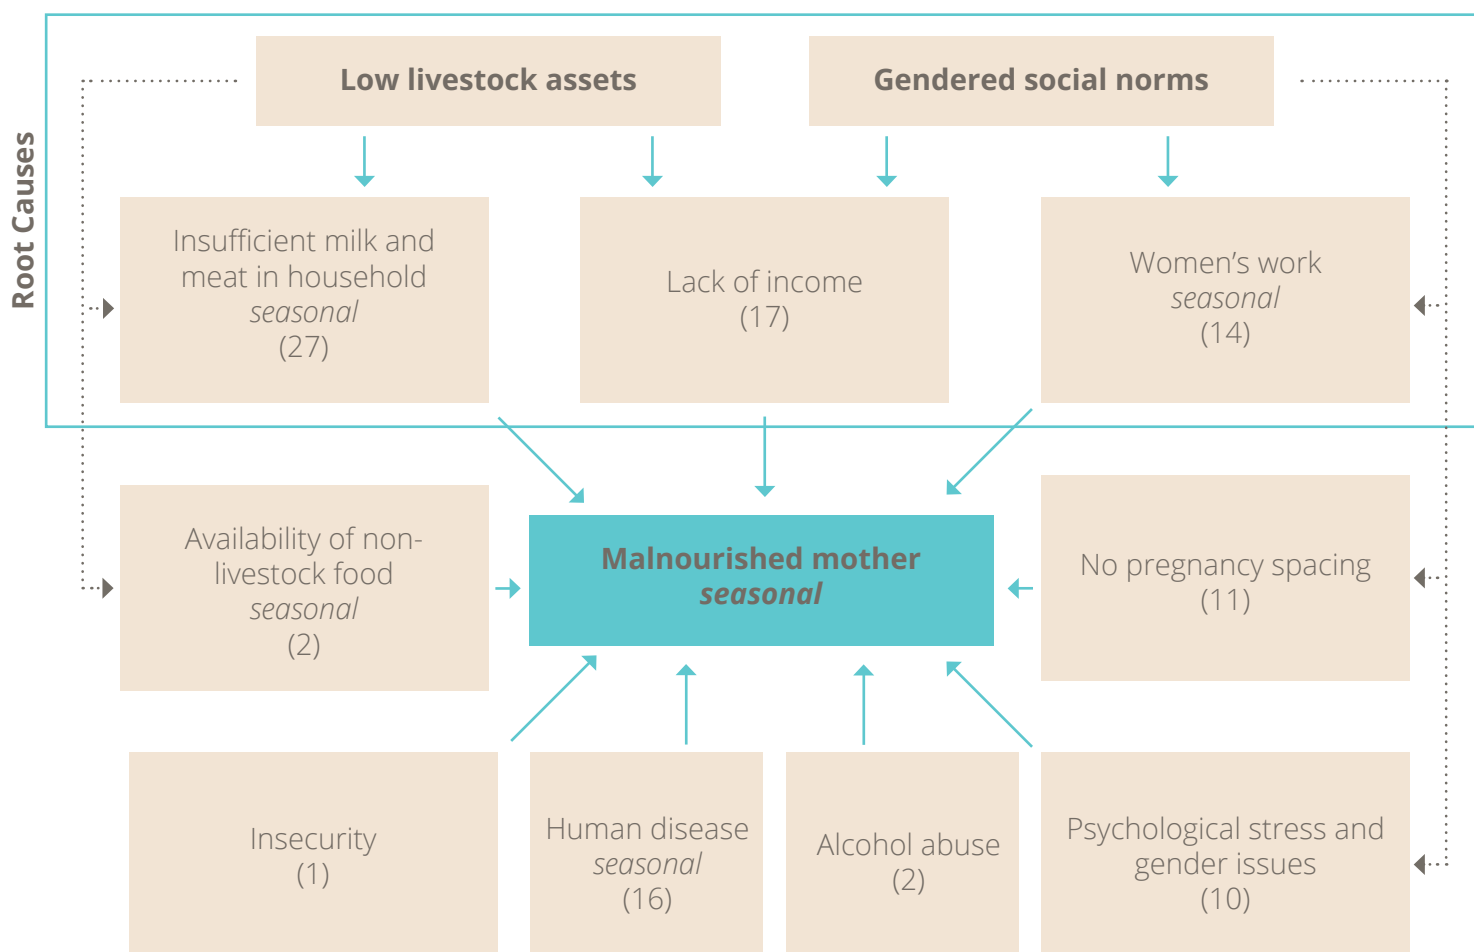 Root Causes
Low livestock assets
Gendered social norms
Insufficient milk and
meat in household
seasonal
(27)
Lack of income
(17)
Women’s work
seasonal
(14)
Availability of non-
livestock food
seasonal
(2)
Malnourished mother
seasonal
No pregnancy spacing
(11)
Insecurity
(1)
Human disease
seasonal
(16)
Alcohol abuse
(2)
Psychological stress and
gender issues
(10)